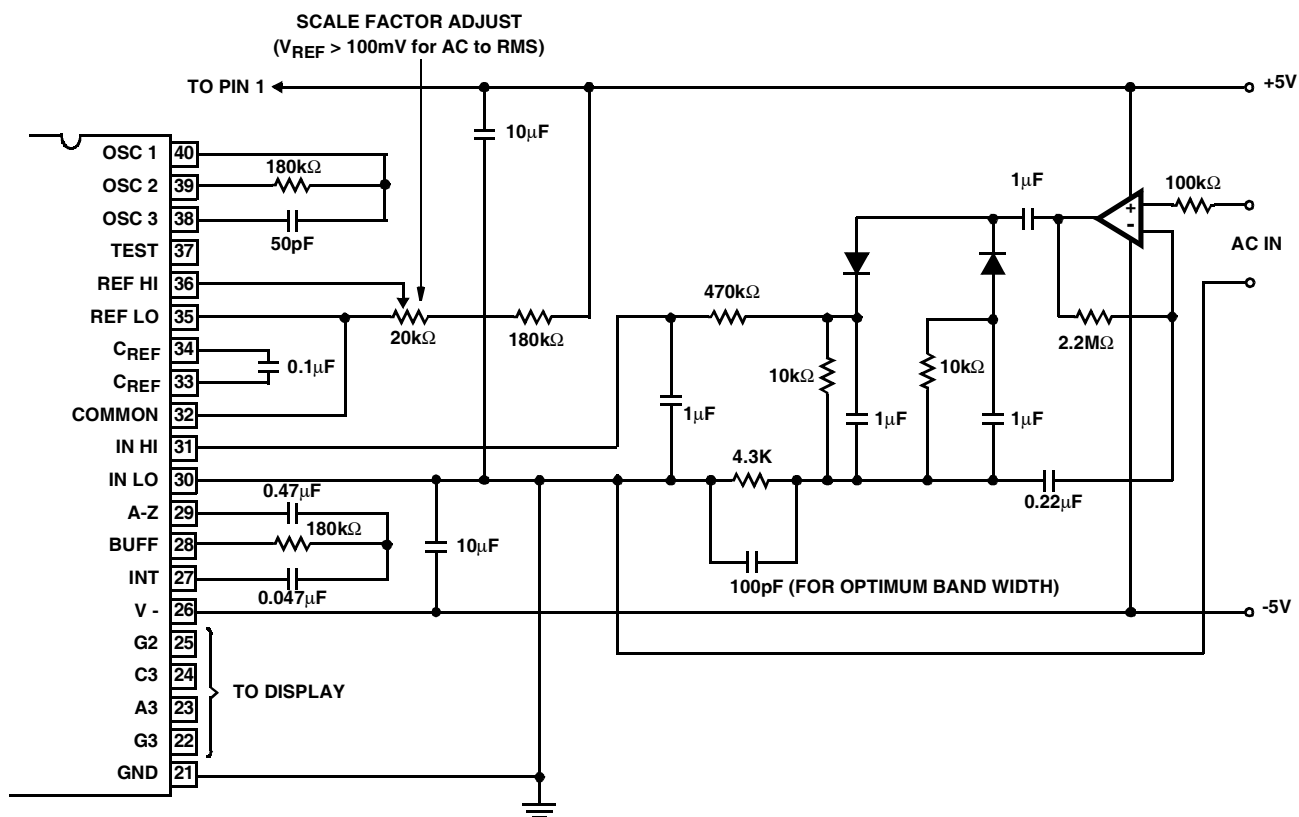 SCALE FACTOR ADJUST
(VREF > 100mV for AC to RMS)
TO PIN 1
+5V
10µF
OSC 1 40
180kΩ
OSC 2 39
OSC 3 38
50pF
TEST 37
REF HI 36
REF LO 35
20kΩ
180kΩ
CREF 34
0.1µF
CREF 33
COMMON 32
IN HI 31
IN LO 30
0.47µF
A-Z 29
180kΩ
BUFF 28
INT 27
0.047µF
V - 26
G2 25
C3 24
A3 23
G3 22
GND 21
TO DISPLAY
10µF
1µF
100kΩ
+
-
AC IN
470kΩ
2.2MΩ
10kΩ
10kΩ
1µF
1µF
1µF
4.3K
0.22µF
100pF (FOR OPTIMUM BAND WIDTH)
-5V